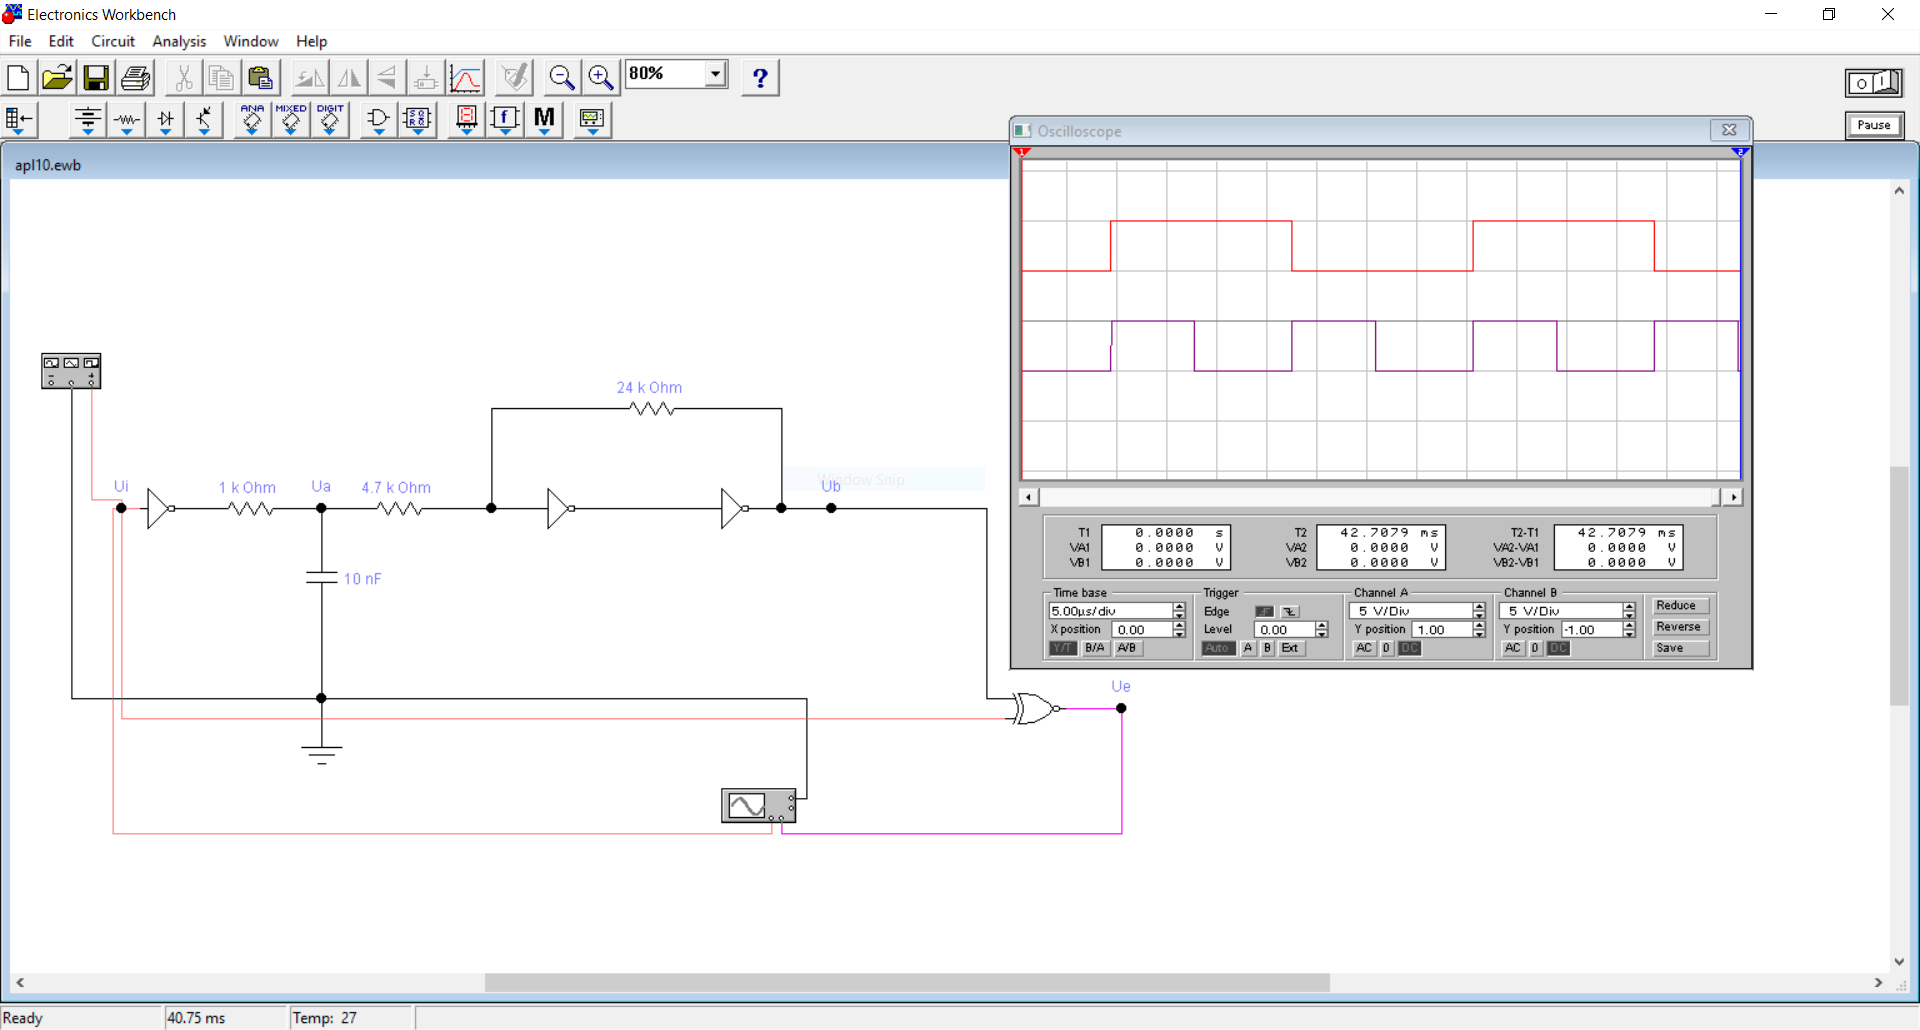 Electronics Workbench
File Edit Circuit Analysis Window Help
80%
?
ANA MIXED DIGIT
f M
Pause
apl10.ewb
Oscilloscope
1 2
24 k Ohm
Window Snip
Ui 1 k Ohm Ua 4.7 k Ohm Ub
10 nF
Ue
T1 0.0000 s T2 42.7079 ms T2-T1 42.7079 ms
VA1 0.0000 V VA2 0.0000 V VA2-VA1 0.0000 V
VB1 0.0000 V VB2 0.0000 V VB2-VB1 0.0000 V
Time base Trigger Channel A Channel B
5.00µs/div Edge 5 V/Div 5 V/Div Reduce
X position 0.00 Level 0.00 Y position 1.00 Y position -1.00 Reverse
Y/T B/A A/B Auto A B Ext AC 0 DC AC 0 DC Save
Ready 40.75 ms Temp: 27